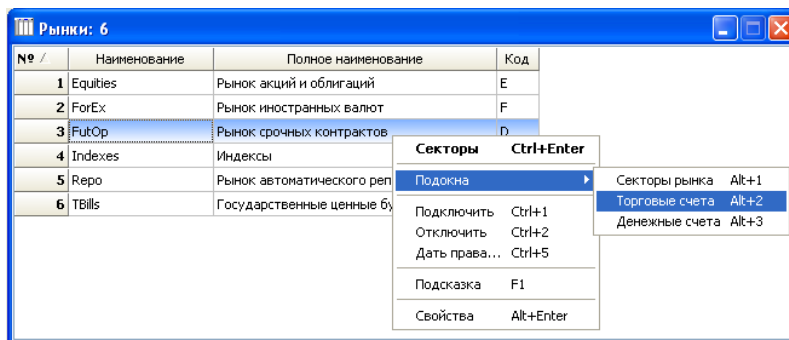 Рынки: 6
№ Наименование Полное наименование Код
1 Equities Рынок акций и облигаций E
2 ForEx Рынок иностранных валют F
3 FutOp Рынок срочных контрактов D
4 Indexes Индексы
5 Repo Рынок автоматического реп
6 TBills Государственные ценные бу
Секторы Ctrl+Enter
Подокна
Подключить Ctrl+1
Отключить Ctrl+2
Дать права... Ctrl+5
Подсказка F1
Свойства Alt+Enter
Секторы рынка Alt+1
Торговые счета Alt+2
Денежные счета Alt+3